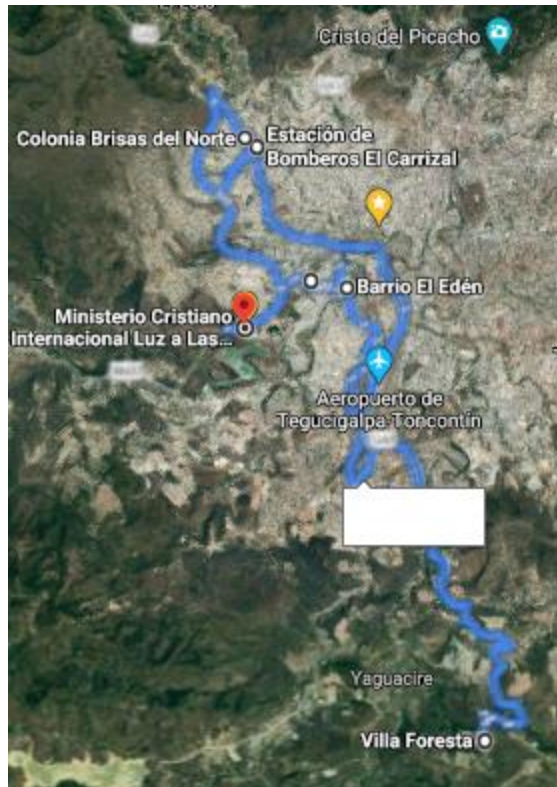 Cristo del Picacho
Colonia Brisas del Norte
Estación de
Bomberos El Carrizal
Barrio El Edén
Ministerio Cristiano
Internacional Luz a Las...
Aeropuerto de
Tegucigalpa-Toncontín
Yaguacire
Villa Foresta